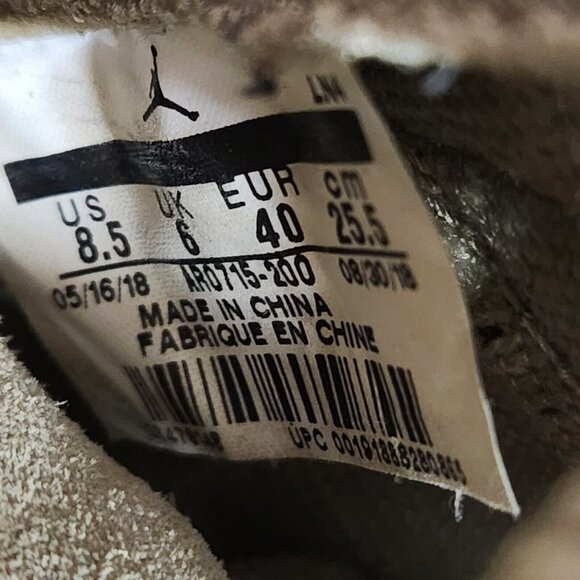 LN4
US UK EUR cm
8.5 6 40 25.5
05/16/18 AR0715-200 08/30/18
MADE IN CHINA
FABRIQUE EN CHINE
UPC